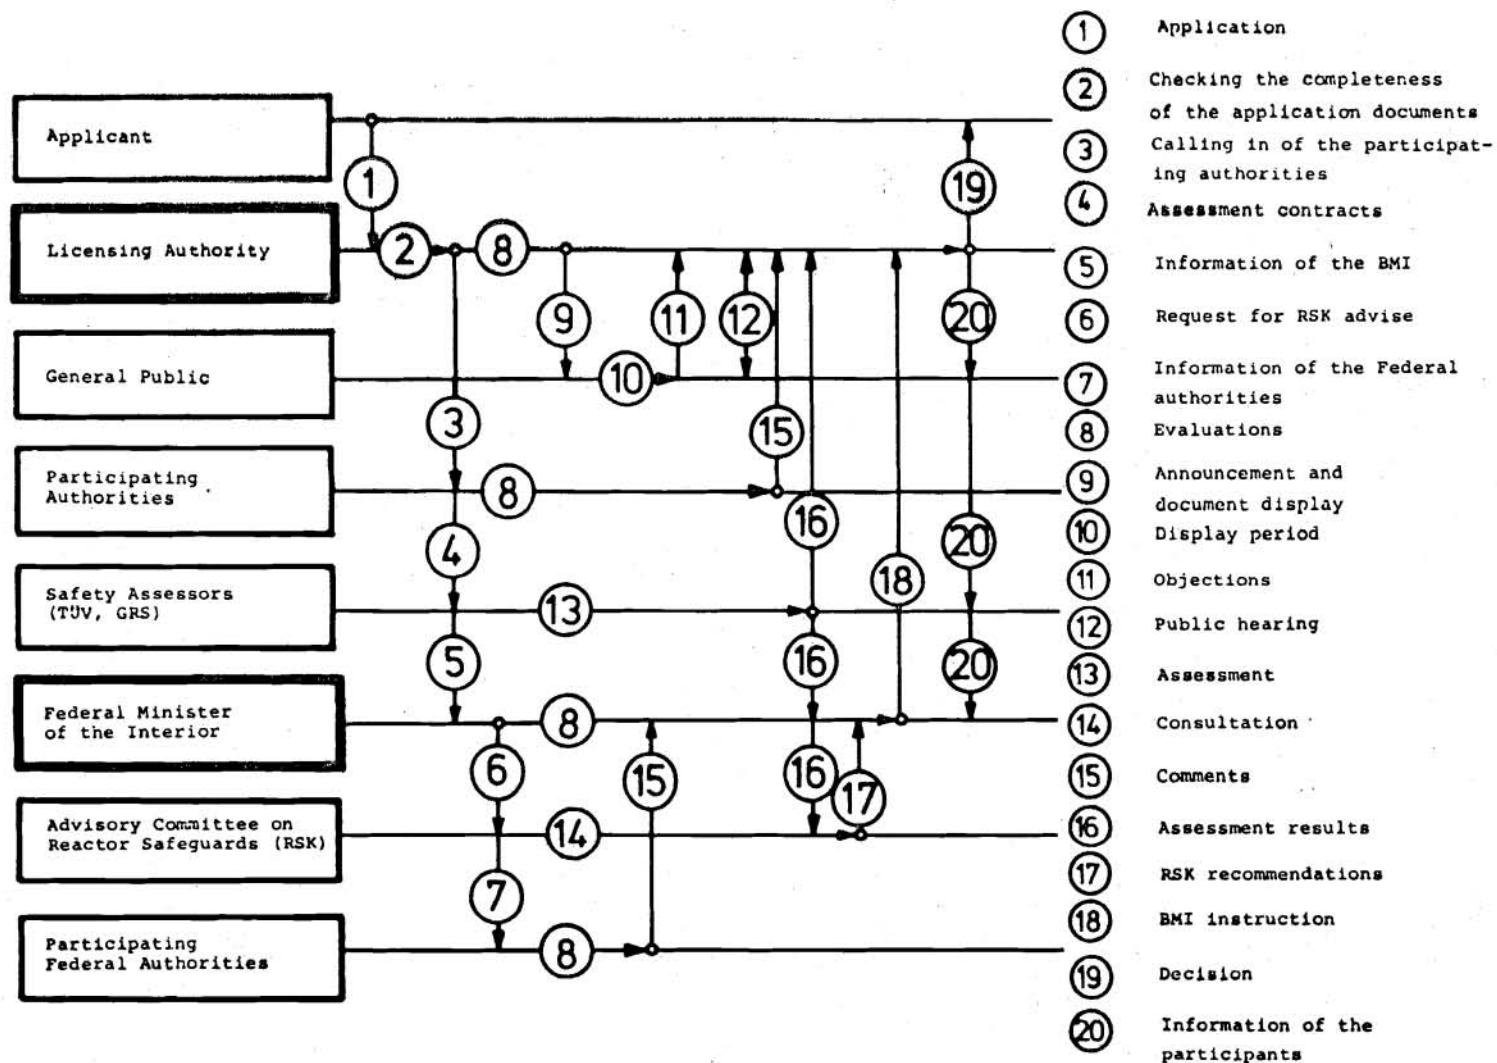 Applicant
Licensing Authority
General Public
Participating
Authorities
Safety Assessors
(TÜV, GRS)
Federal Minister
of the Interior
Advisory Committee on
Reactor Safeguards (RSK)
Participating
Federal Authorities
1
19
2
8
9
11
12
20
10
3
15
8
16
4
18
20
13
5
16
20
8
6
15
16
17
14
7
8
1 Application
2 Checking the completeness
of the application documents
3 Calling in of the participat-
ing authorities
4 Assessment contracts
5 Information of the BMI
6 Request for RSK advise
7 Information of the Federal
authorities
8 Evaluations
9 Announcement and
document display
10 Display period
11 Objections
12 Public hearing
13 Assessment
14 Consultation
15 Comments
16 Assessment results
17 RSK recommendations
18 BMI instruction
19 Decision
20 Information of the
participants